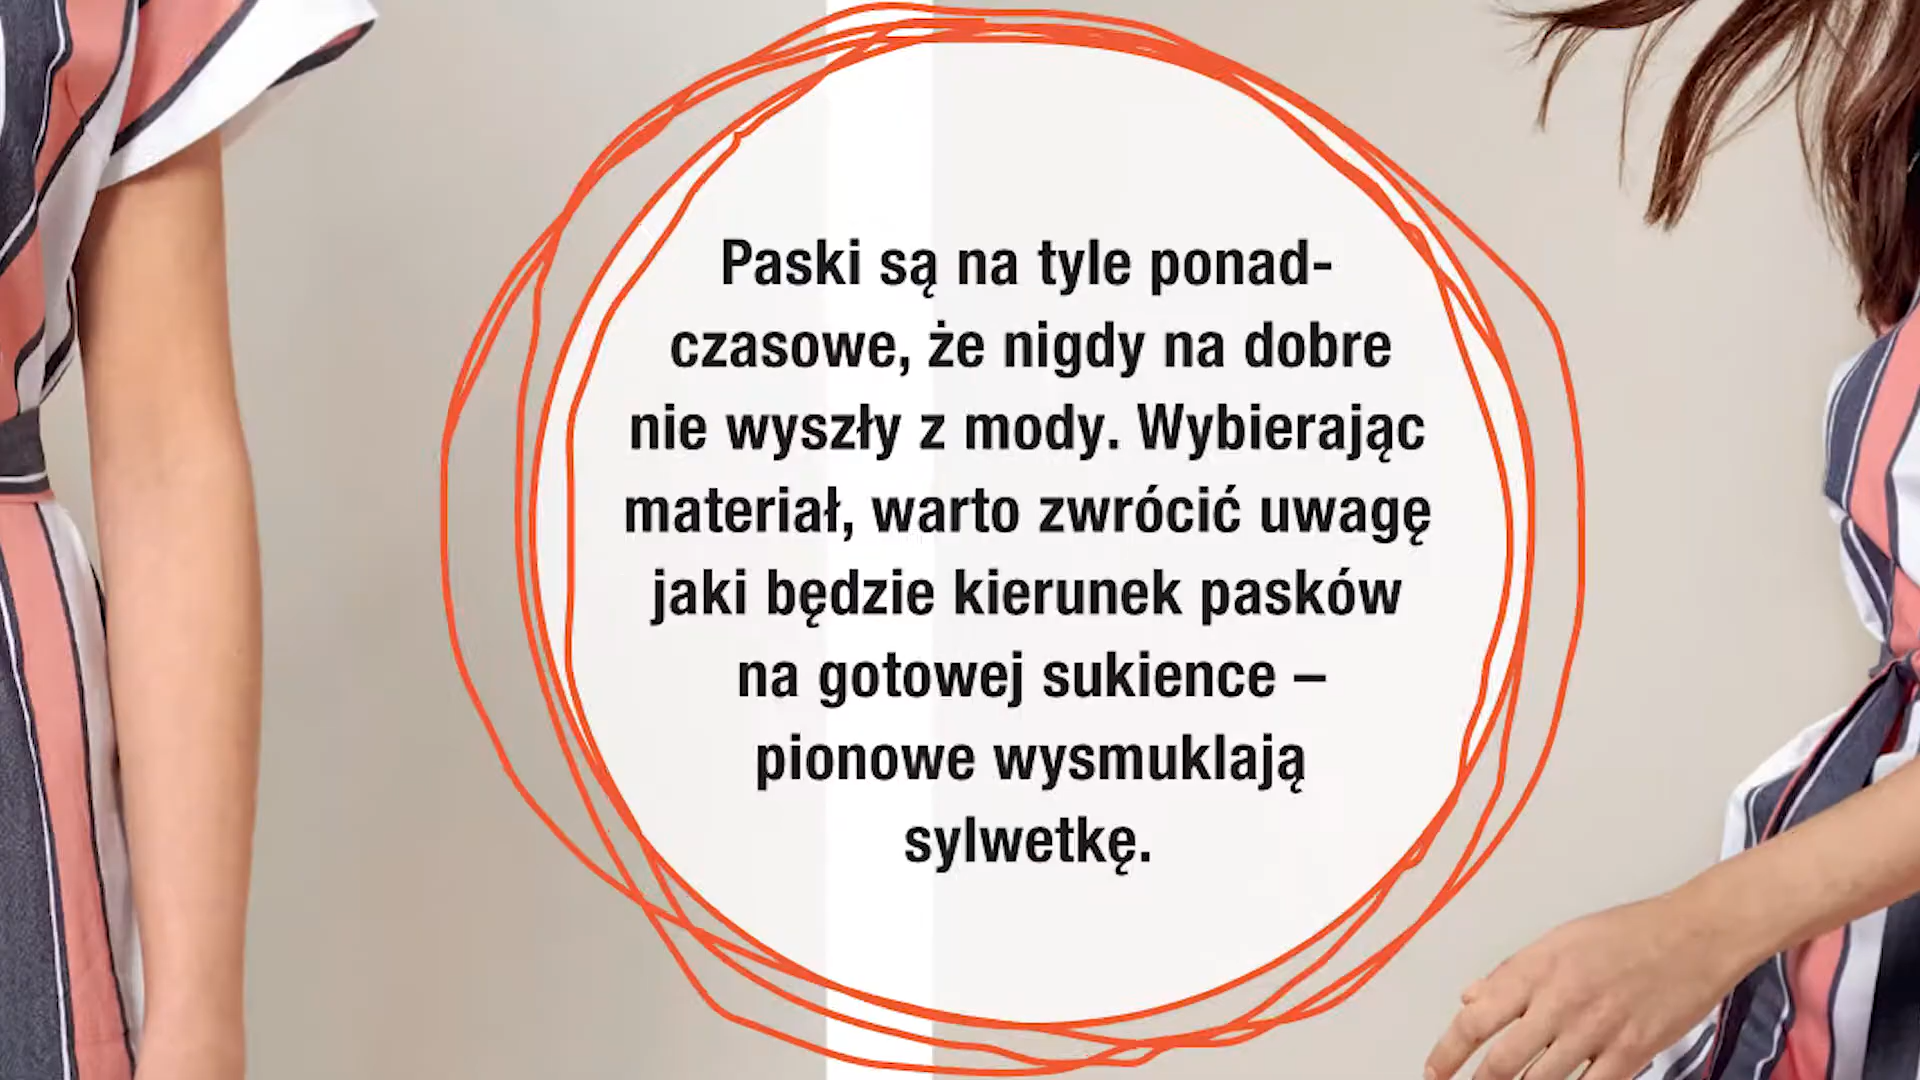 Paski są na tyle ponad-
czasowe, że nigdy na dobre
nie wyszły z mody. Wybierając
materiał, warto zwrócić uwagę
jaki będzie kierunek pasków
na gotowej sukience –
pionowe wysmuklają
sylwetkę.